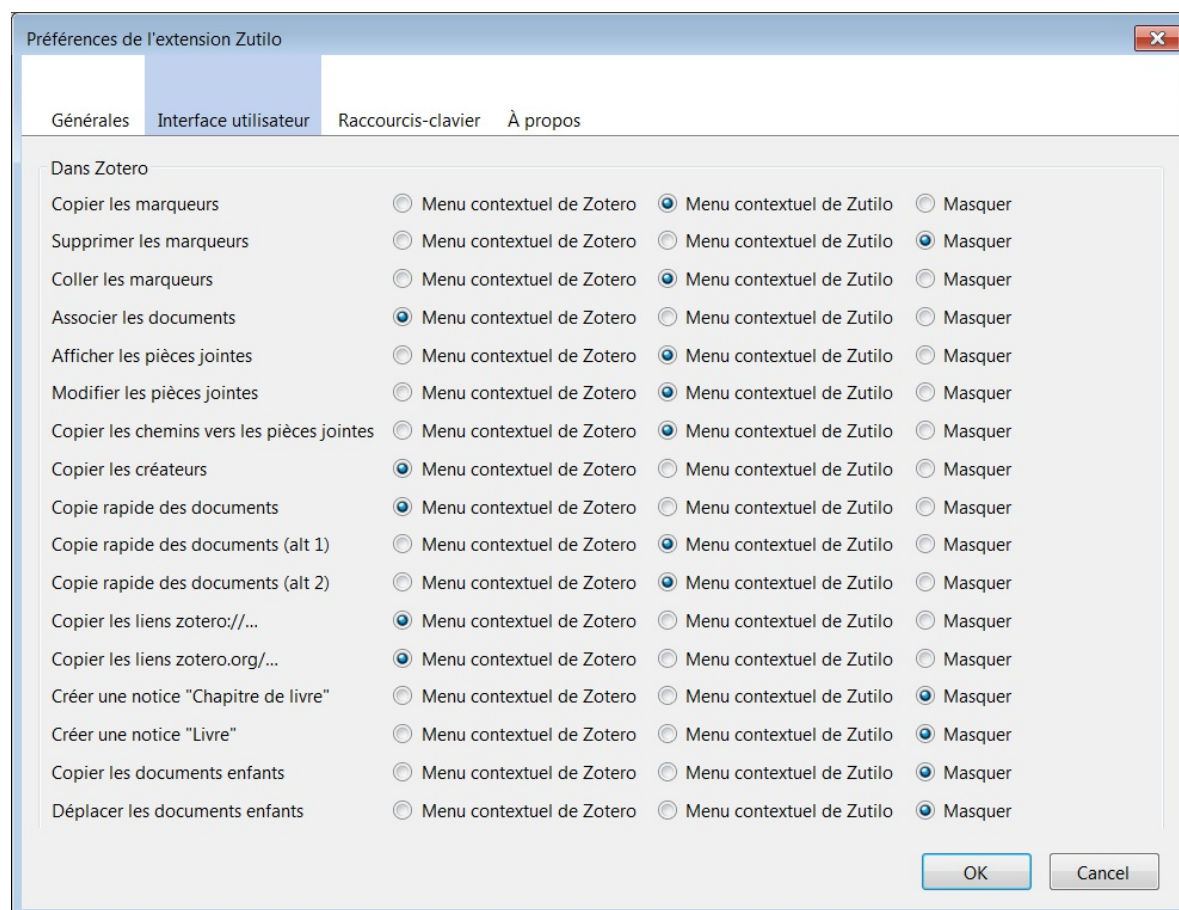 Préférences de l'extension Zutilo
Générales Interface utilisateur Raccourcis-clavier À propos
Dans Zotero
Copier les marqueurs Menu contextuel de Zotero Menu contextuel de Zutilo Masquer
Supprimer les marqueurs Menu contextuel de Zotero Menu contextuel de Zutilo Masquer
Coller les marqueurs Menu contextuel de Zotero Menu contextuel de Zutilo Masquer
Associer les documents Menu contextuel de Zotero Menu contextuel de Zutilo Masquer
Afficher les pièces jointes Menu contextuel de Zotero Menu contextuel de Zutilo Masquer
Modifier les pièces jointes Menu contextuel de Zotero Menu contextuel de Zutilo Masquer
Copier les chemins vers les pièces jointes Menu contextuel de Zotero Menu contextuel de Zutilo Masquer
Copier les créateurs Menu contextuel de Zotero Menu contextuel de Zutilo Masquer
Copie rapide des documents Menu contextuel de Zotero Menu contextuel de Zutilo Masquer
Copie rapide des documents (alt 1) Menu contextuel de Zotero Menu contextuel de Zutilo Masquer
Copie rapide des documents (alt 2) Menu contextuel de Zotero Menu contextuel de Zutilo Masquer
Copier les liens zotero://... Menu contextuel de Zotero Menu contextuel de Zutilo Masquer
Copier les liens zotero.org/... Menu contextuel de Zotero Menu contextuel de Zutilo Masquer
Créer une notice "Chapitre de livre" Menu contextuel de Zotero Menu contextuel de Zutilo Masquer
Créer une notice "Livre" Menu contextuel de Zotero Menu contextuel de Zutilo Masquer
Copier les documents enfants Menu contextuel de Zotero Menu contextuel de Zutilo Masquer
Déplacer les documents enfants Menu contextuel de Zotero Menu contextuel de Zutilo Masquer
OK Cancel